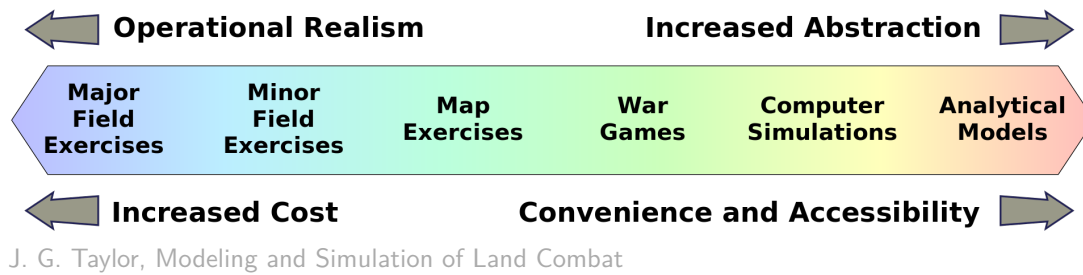 Operational Realism
Increased Abstraction
Major
Field
Exercises
Minor
Field
Exercises
Map
Exercises
War
Games
Computer
Simulations
Analytical
Models
Increased Cost
Convenience and Accessibility
J. G. Taylor, Modeling and Simulation of Land Combat